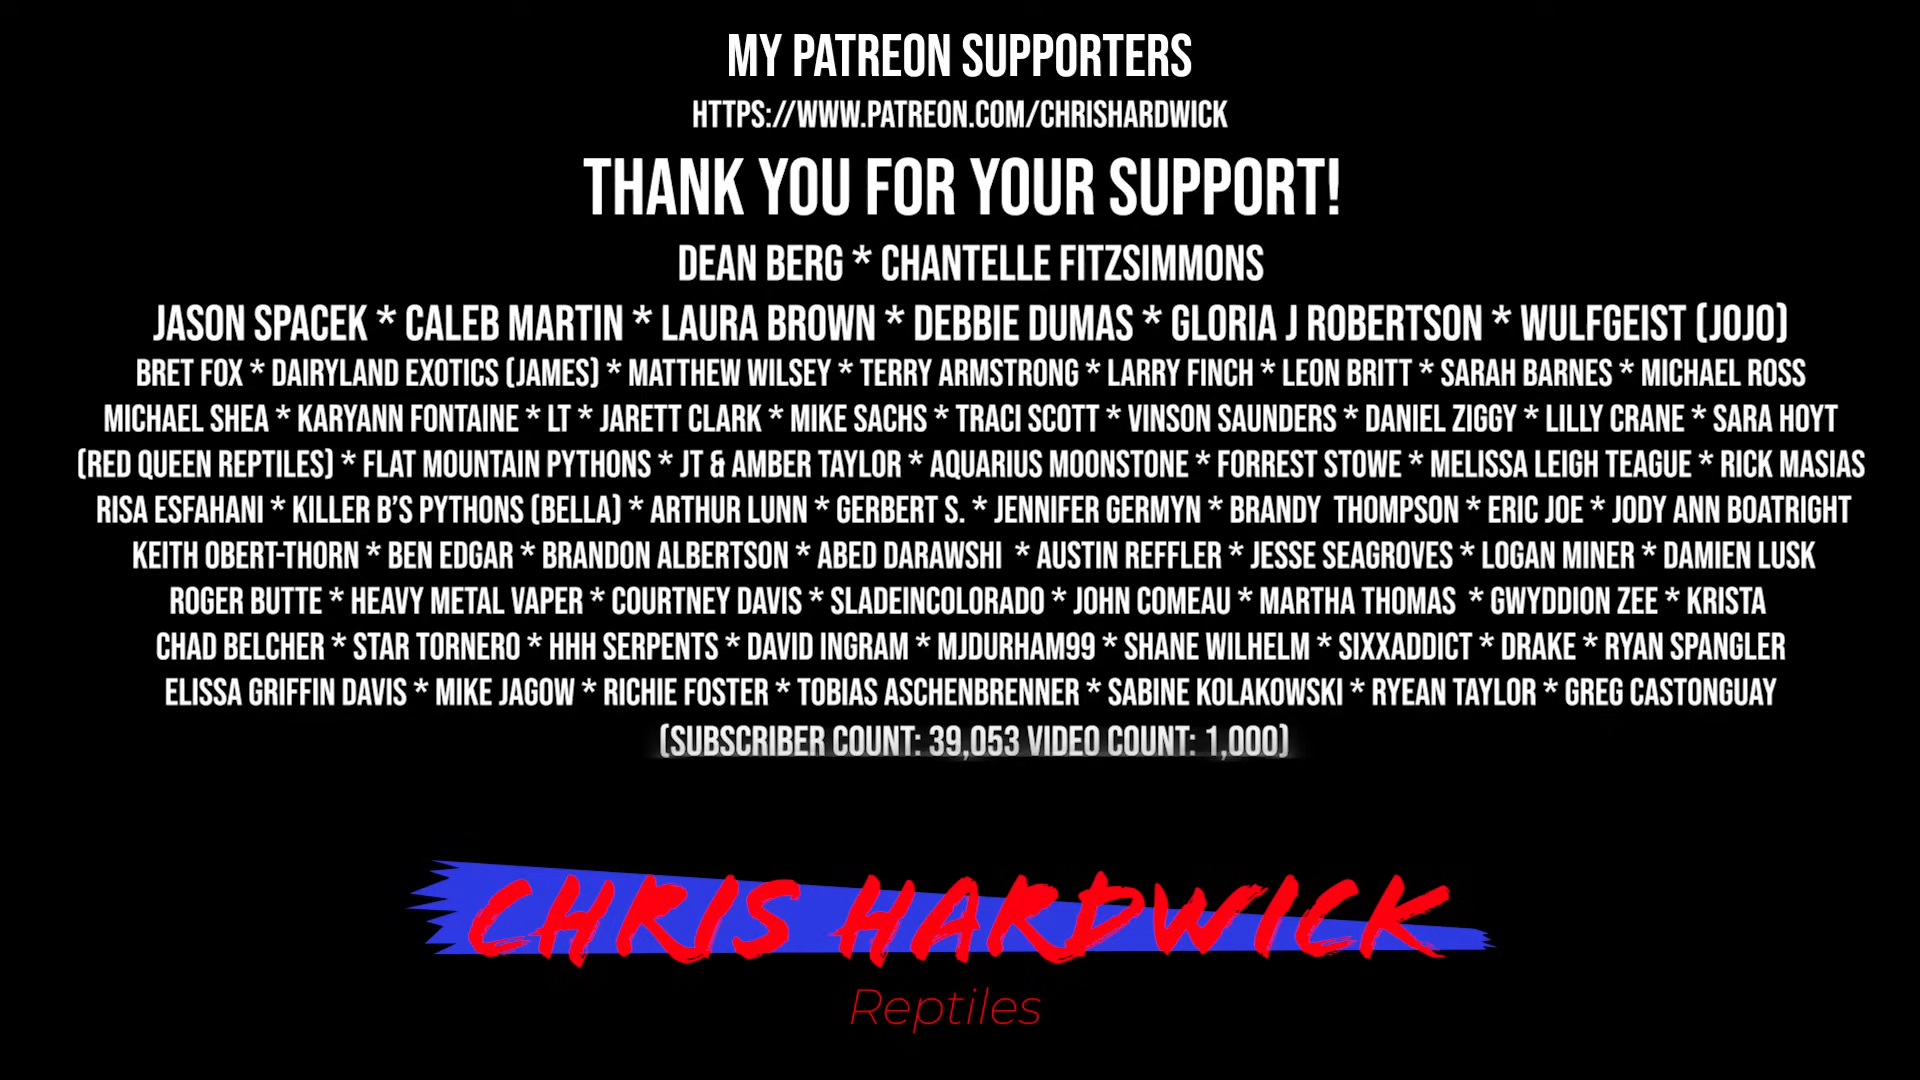 MY PATREON SUPPORTERS
HTTPS://WWW.PATREON.COM/CHRISHARDWICK
THANK YOU FOR YOUR SUPPORT!
DEAN BERG * CHANTELLE FITZSIMMONS
JASON SPACEK * CALEB MARTIN * LAURA BROWN * DEBBIE DUMAS * GLORIA J ROBERTSON * WULFGEIST (JOJO)
BRET FOX * DAIRYLAND EXOTICS (JAMES) * MATTHEW WILSEY * TERRY ARMSTRONG * LARRY FINCH * LEON BRITT * SARAH BARNES * MICHAEL ROSS
MICHAEL SHEA * KARYANN FONTAINE * LT * JARETT CLARK * MIKE SACHS * TRACI SCOTT * VINSON SAUNDERS * DANIEL ZIGGY * LILLY CRANE * SARA HOYT
(RED QUEEN REPTILES) * FLAT MOUNTAIN PYTHONS * JT & AMBER TAYLOR * AQUARIUS MOONSTONE * FORREST STOWE * MELISSA LEIGH TEAGUE * RICK MASIAS
RISA ESFAHANI * KILLER B'S PYTHONS (BELLA) * ARTHUR LUNN * GERBERT S. * JENNIFER GERMYN * BRANDY  THOMPSON * ERIC JOE * JODY ANN BOATRIGHT
KEITH OBERT-THORN * BEN EDGAR * BRANDON ALBERTSON * ABED DARAWSHI  * AUSTIN REFFLER * JESSE SEAGROVES * LOGAN MINER * DAMIEN LUSK
ROGER BUTTE * HEAVY METAL VAPER * COURTNEY DAVIS * SLADEINCOLORADO * JOHN COMEAU * MARTHA THOMAS  * GWYDDION ZEE * KRISTA
CHAD BELCHER * STAR TORNERO * HHH SERPENTS * DAVID INGRAM * MJDURHAM99 * SHANE WILHELM * SIXXADDICT * DRAKE * RYAN SPANGLER
ELISSA GRIFFIN DAVIS * MIKE JAGOW * RICHIE FOSTER * TOBIAS ASCHENBRENNER * SABINE KOLAKOWSKI * RYEAN TAYLOR * GREG CASTONGUAY
(SUBSCRIBER COUNT: 39,053 VIDEO COUNT: 1,000)
CHRIS HARDWICK
Reptiles